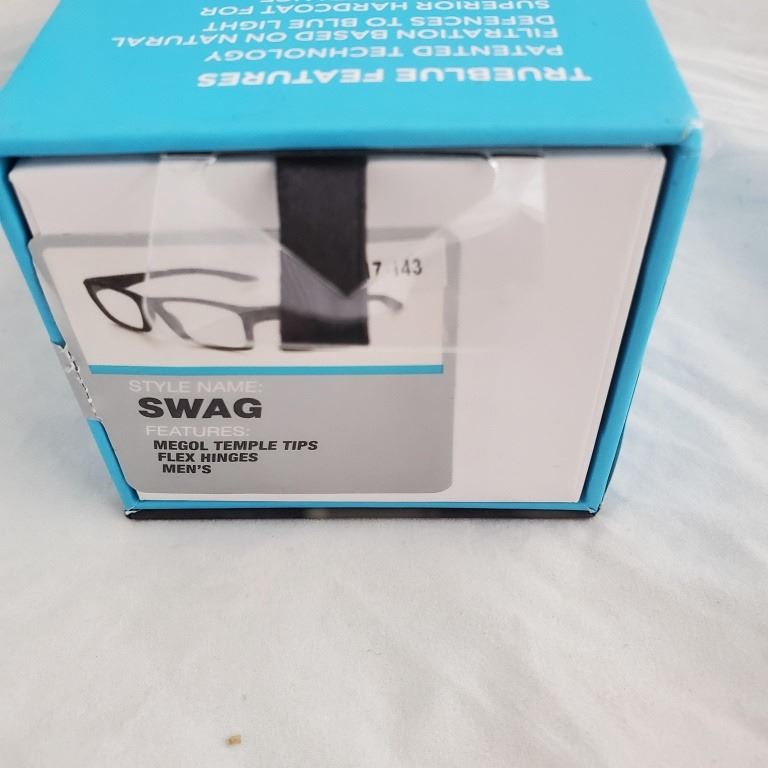 TRUEBLUE FEATURES
PATENTED TECHNOLOGY
FILTRATION BASED ON NATURAL
DEFENCES TO BLUE LIGHT
SUPERIOR HARDCOAT FOR
143
STYLE NAME:
SWAG
FEATURES:
MEGOL TEMPLE TIPS
FLEX HINGES
MEN'S